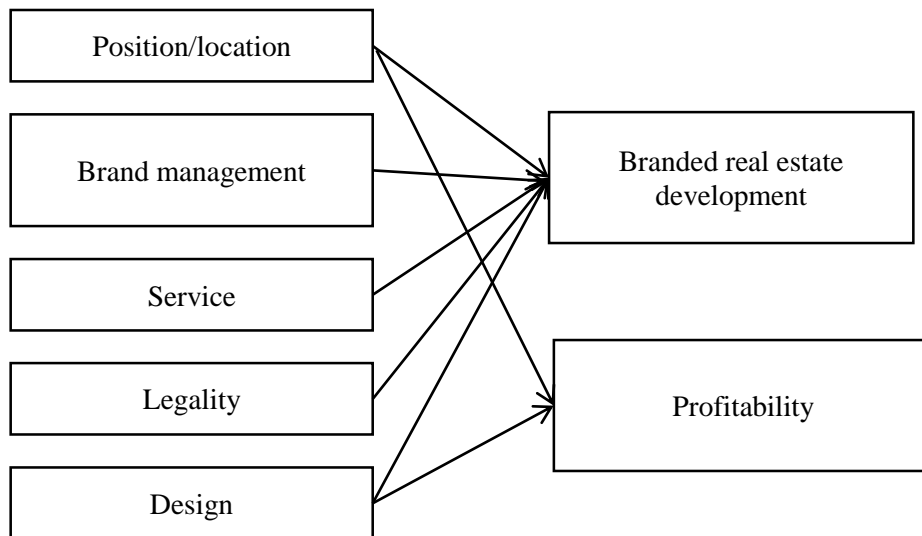 Position/location
Brand management
Service
Legality
Design
Branded real estate
development
Profitability